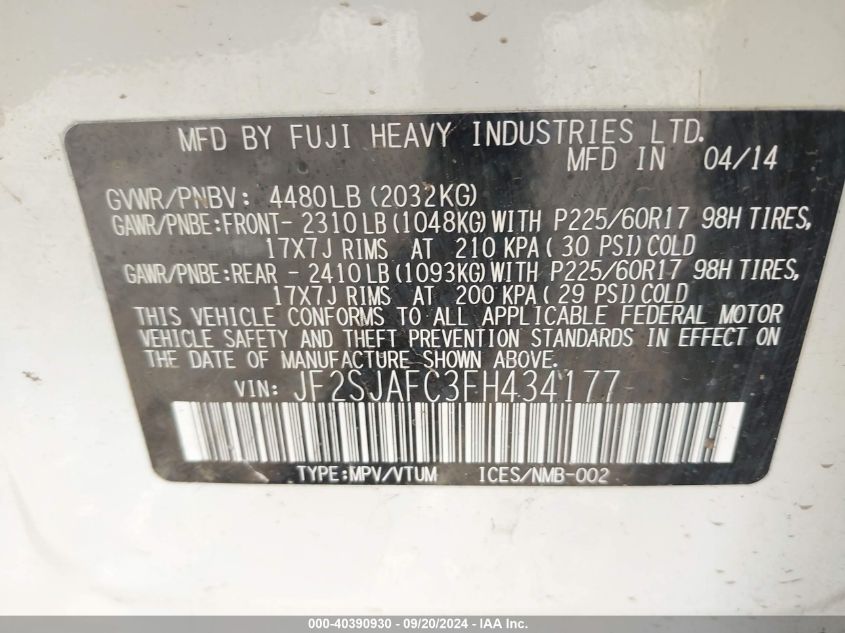 MFD BY FUJI HEAVY INDUSTRIES LTD.
MFD IN 04/14
GVWR/PNBV: 4480LB (2032KG)
GAWR/PNBE:FRONT- 2310LB (1048KG) WITH P225/60R17 98H TIRES,
17X7J RIMS AT 210 KPA ( 30 PSI) COLD
GAWR/PNBE:REAR - 2410LB (1093KG) WITH P225/60R17 98H TIRES,
17X7J RIMS AT 200 KPA ( 29 PSI) COLD
THIS VEHICLE CONFORMS TO ALL APPLICABLE FEDERAL MOTOR
VEHICLE SAFETY AND THEFT PREVENTION STANDARDS IN EFFECT ON
THE DATE OF MANUFACTURE SHOWN ABOVE.
VIN: JF2SJAFC3FH434177
TYPE:MPV/VTUM ICES/NMB-002
000-40390930 - 09/20/2024 - IAA Inc.